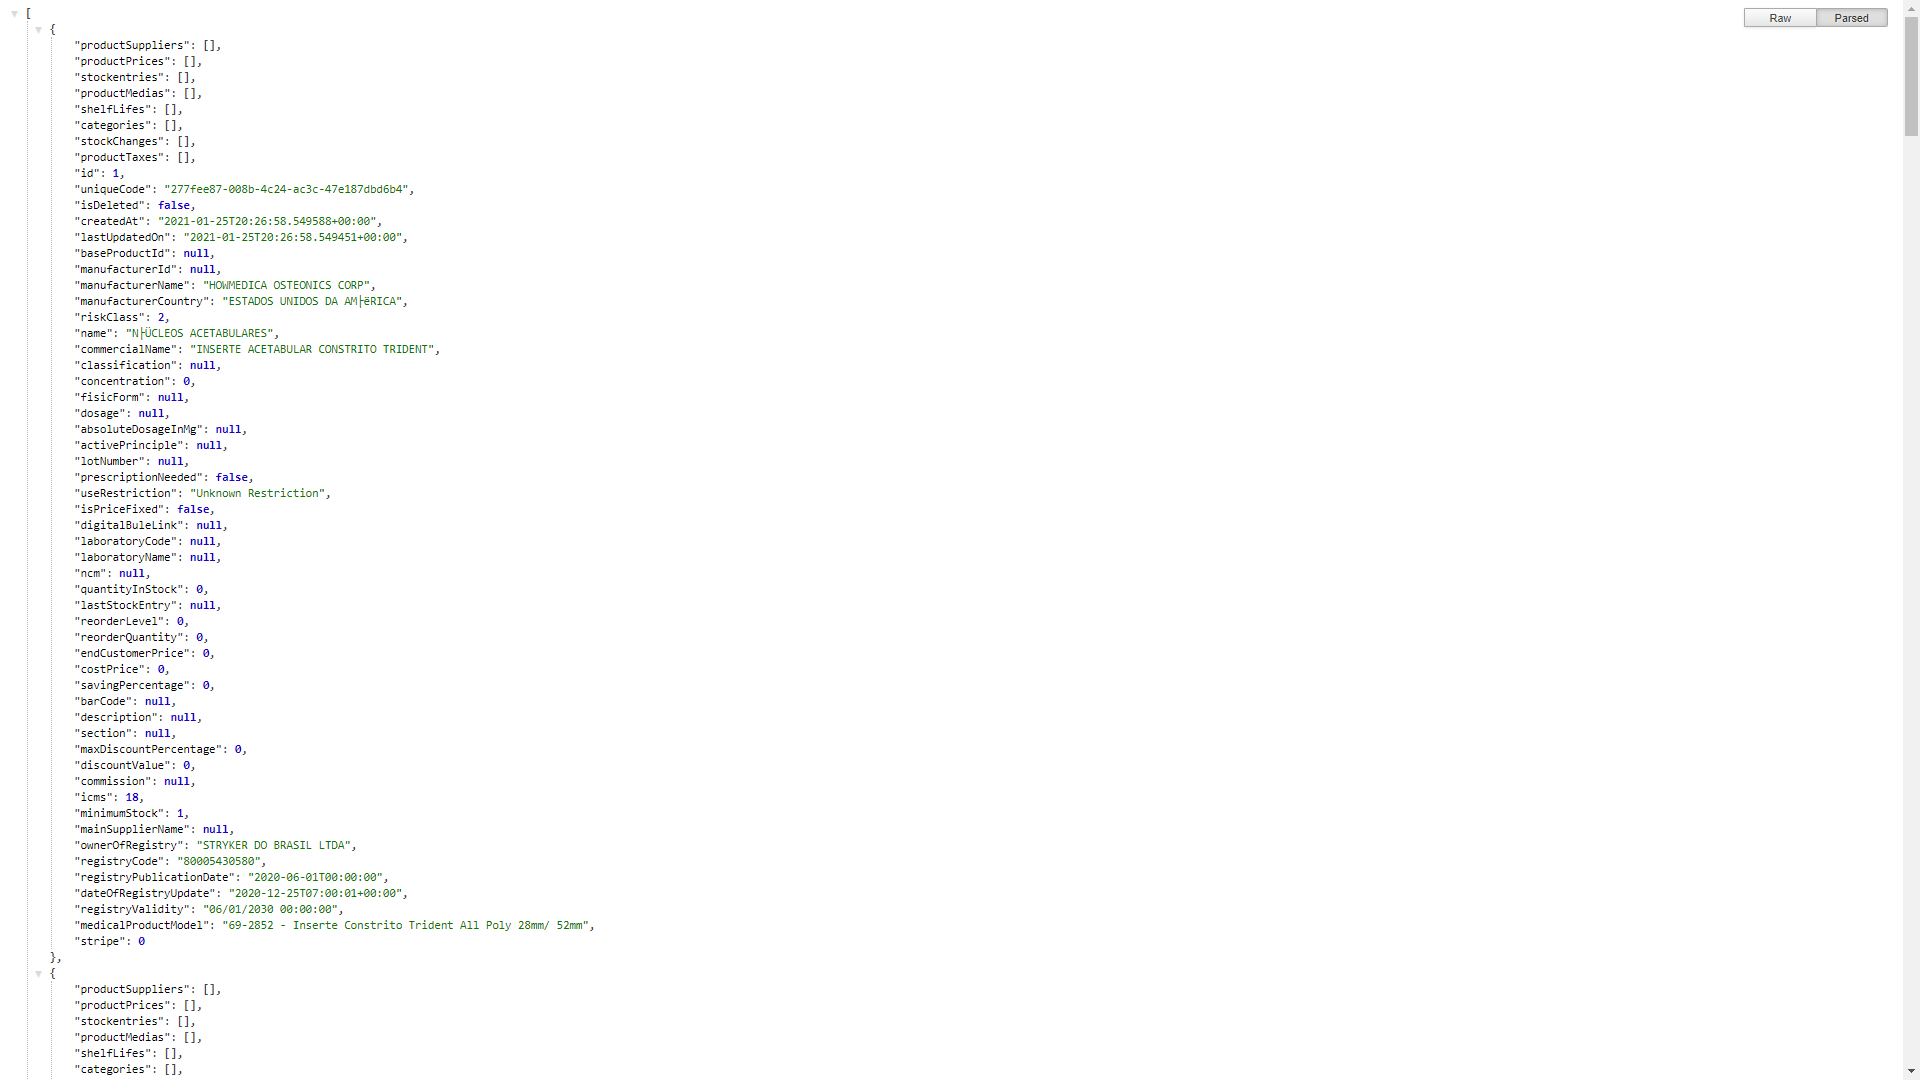 [
{
"productSuppliers": [],
"productPrices": [],
"stockentries": [],
"productMedias": [],
"shelfLifes": [],
"categories": [],
"stockChanges": [],
"productTaxes": [],
"id": 1,
"uniqueCode": "277fee87-008b-4c24-ac3c-47e187dbd6b4",
"isDeleted": false,
"createdAt": "2021-01-25T20:26:58.549588+00:00",
"lastUpdatedOn": "2021-01-25T20:26:58.549451+00:00",
"baseProductId": null,
"manufacturerId": null,
"manufacturerName": "HOWMEDICA OSTEONICS CORP",
"manufacturerCountry": "ESTADOS UNIDOS DA AM├ëRICA",
"riskClass": 2,
"name": "N├ÜCLEOS ACETABULARES",
"commercialName": "INSERTE ACETABULAR CONSTRITO TRIDENT",
"classification": null,
"concentration": 0,
"fisicForm": null,
"dosage": null,
"absoluteDosageInMg": null,
"activePrinciple": null,
"lotNumber": null,
"prescriptionNeeded": false,
"useRestriction": "Unknown Restriction",
"isPriceFixed": false,
"digitalBuleLink": null,
"laboratoryCode": null,
"laboratoryName": null,
"ncm": null,
"quantityInStock": 0,
"lastStockEntry": null,
"reorderLevel": 0,
"reorderQuantity": 0,
"endCustomerPrice": 0,
"costPrice": 0,
"savingPercentage": 0,
"barCode": null,
"description": null,
"section": null,
"maxDiscountPercentage": 0,
"discountValue": 0,
"commission": null,
"icms": 18,
"minimumStock": 1,
"mainSupplierName": null,
"ownerOfRegistry": "STRYKER DO BRASIL LTDA",
"registryCode": "80005430580",
"registryPublicationDate": "2020-06-01T00:00:00",
"dateOfRegistryUpdate": "2020-12-25T07:00:01+00:00",
"registryValidity": "06/01/2030 00:00:00",
"medicalProductModel": "69-2852 - Inserte Constrito Trident All Poly 28mm/ 52mm",
"stripe": 0
},
{
"productSuppliers": [],
"productPrices": [],
"stockentries": [],
"productMedias": [],
"shelfLifes": [],
"categories": [],
Raw Parsed